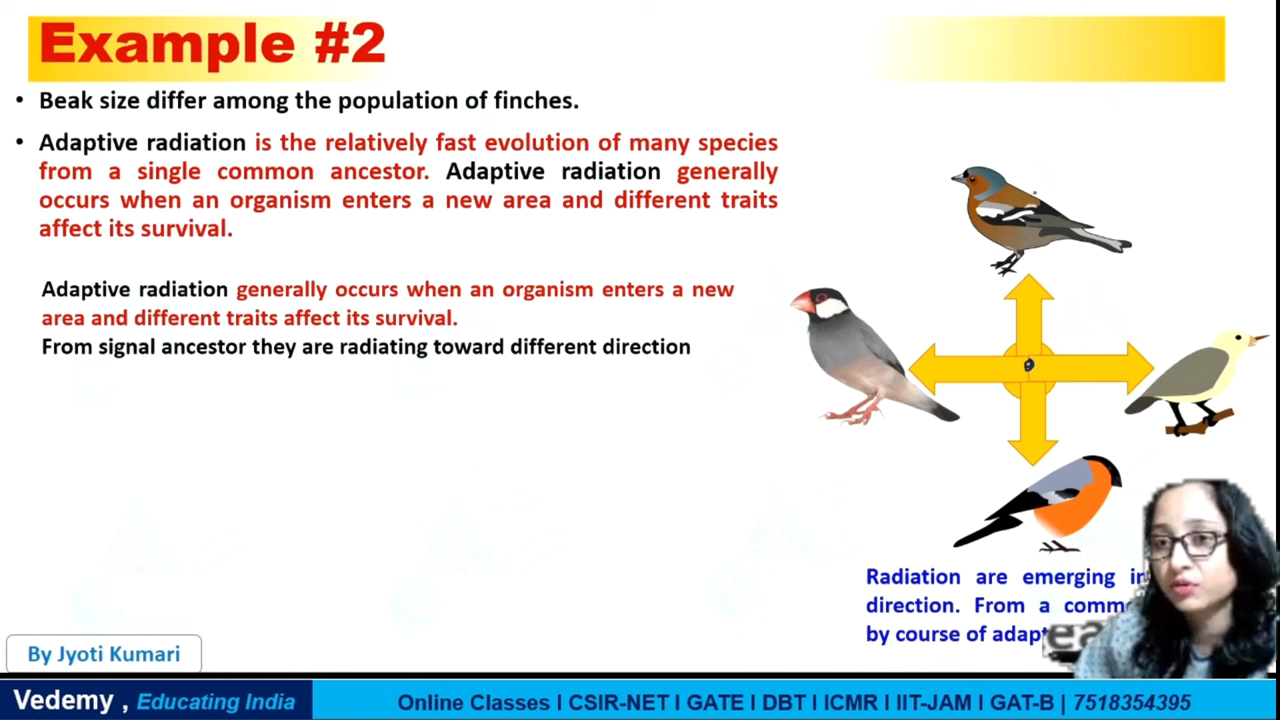 Example #2
• Beak size differ among the population of finches.
• Adaptive radiation is the relatively fast evolution of many species
from a single common ancestor. Adaptive radiation generally
occurs when an organism enters a new area and different traits
affect its survival.
Adaptive radiation generally occurs when an organism enters a new
area and different traits affect its survival.
From signal ancestor they are radiating toward different direction
Radiation are emerging
direction. From a
by course of
By Jyoti Kumari
Vedemy , Educating India
Online Classes I CSIR-NET I GATE I DBT I ICMR I IIT-JAM I GAT-B | 7518354395